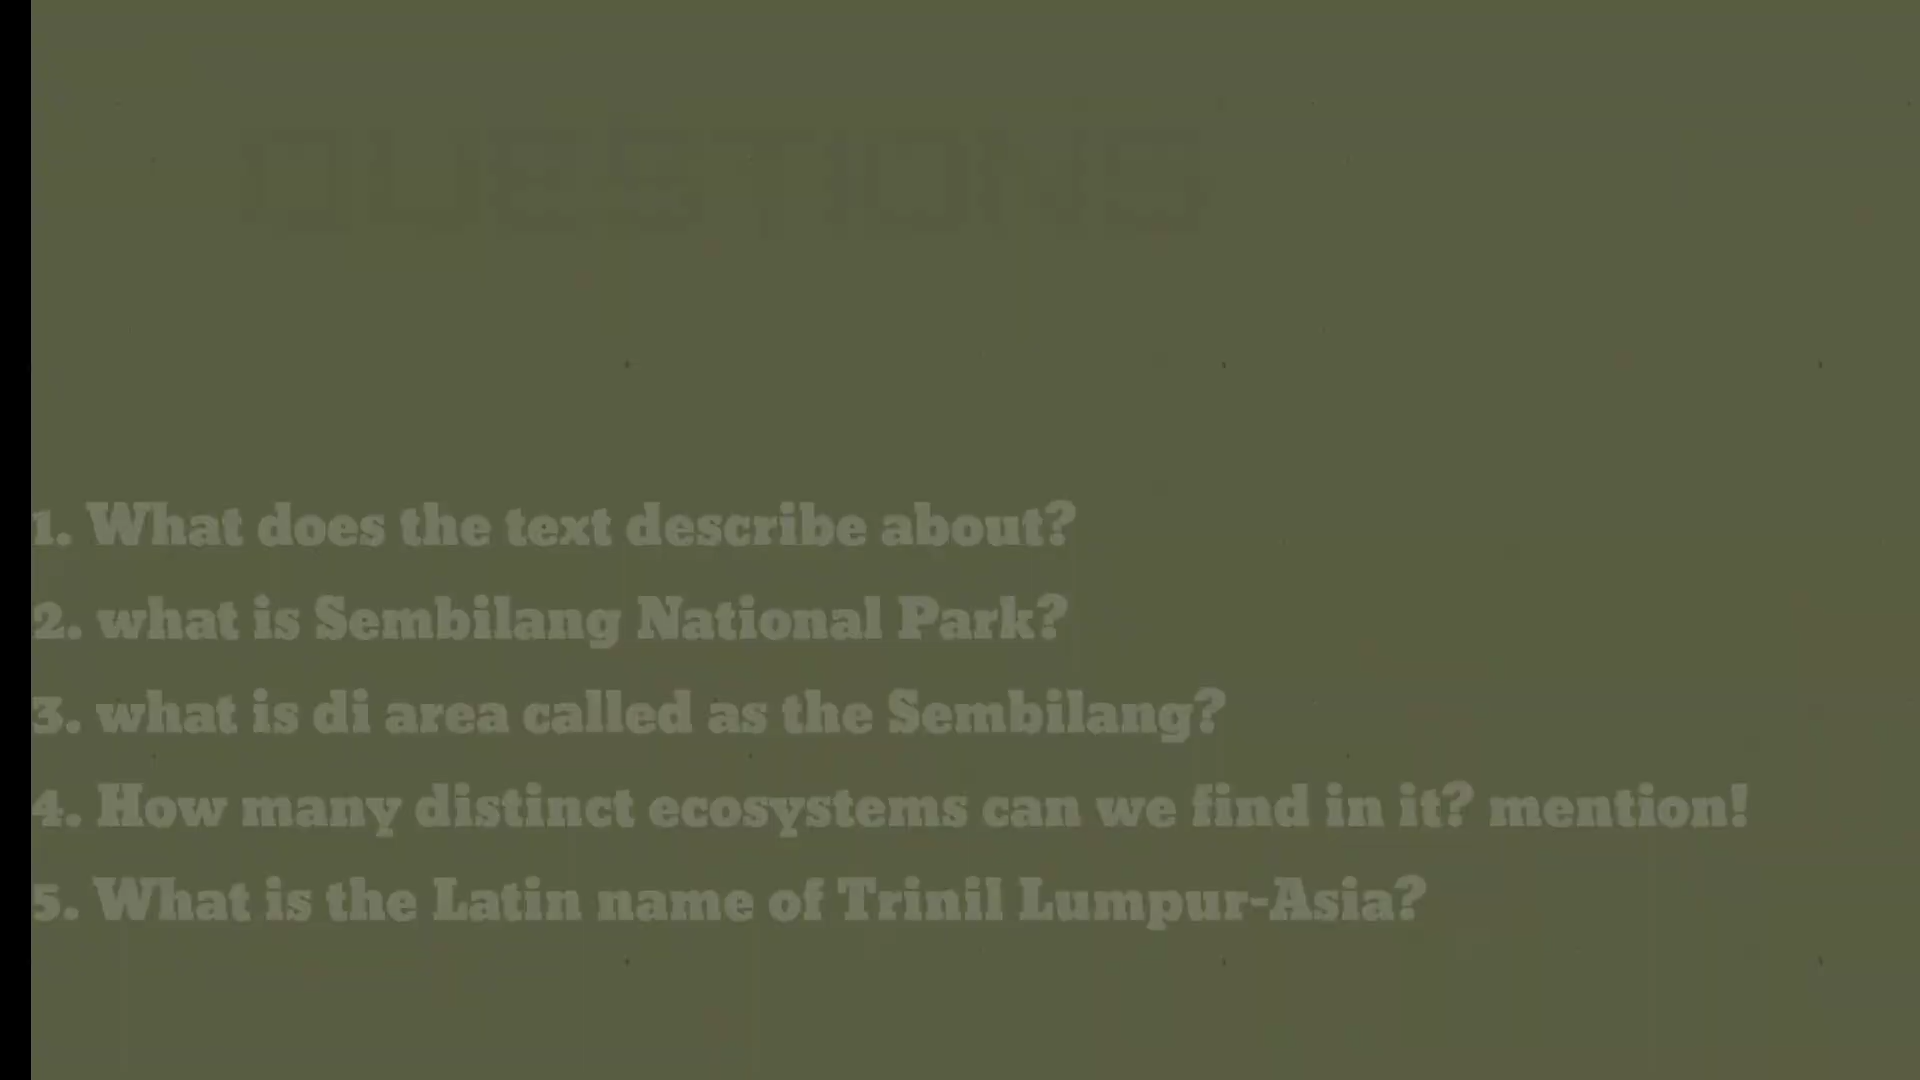 QUESTIONS
1. What does the text describe about?
2. what is Sembilang National Park?
3. what is di area called as the Sembilang?
4. How many distinct ecosystems can we find in it? mention!
5. What is the Latin name of Trinil Lumpur-Asia?